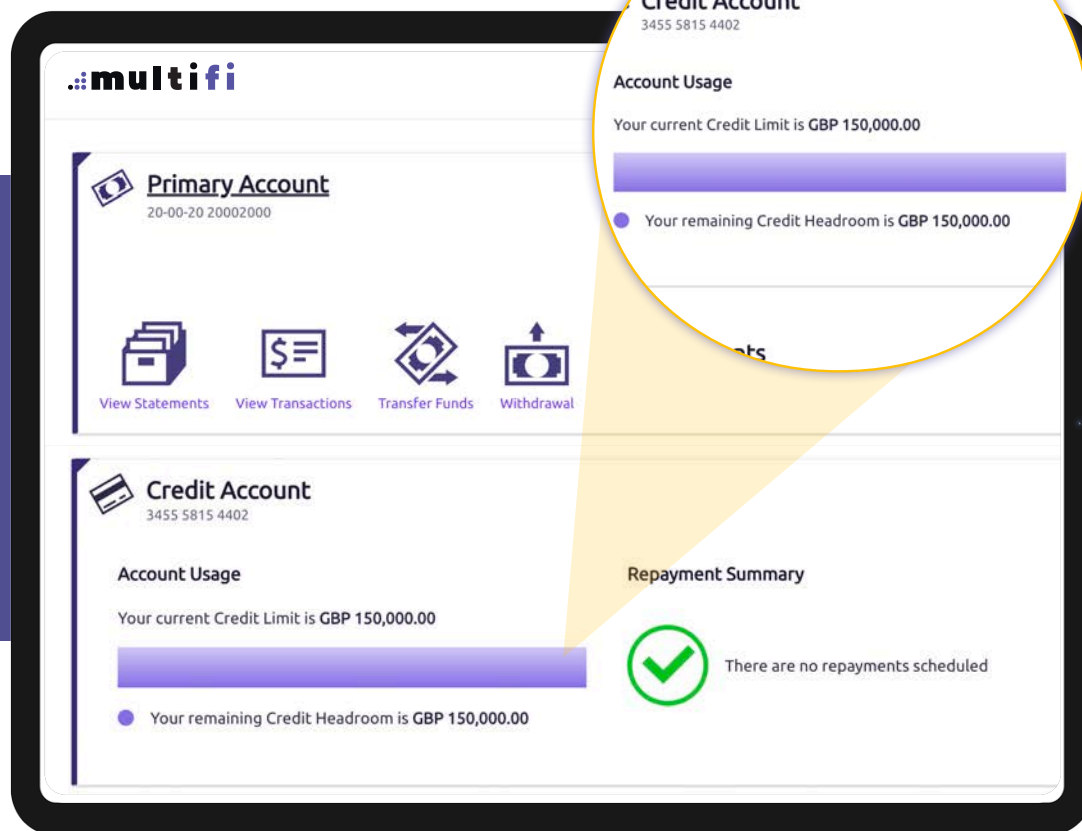 multifi
Primary Account
20-00-20 20002000
View Statements
View Transactions
Transfer Funds
Withdrawal
Credit Account
3455 5815 4402
Account Usage
Your current Credit Limit is GBP 150,000.00
Your remaining Credit Headroom is GBP 150,000.00
Credit Account
3455 5815 4402
Account Usage
Your current Credit Limit is GBP 150,000.00
Your remaining Credit Headroom is GBP 150,000.00
Repayment Summary
There are no repayments scheduled